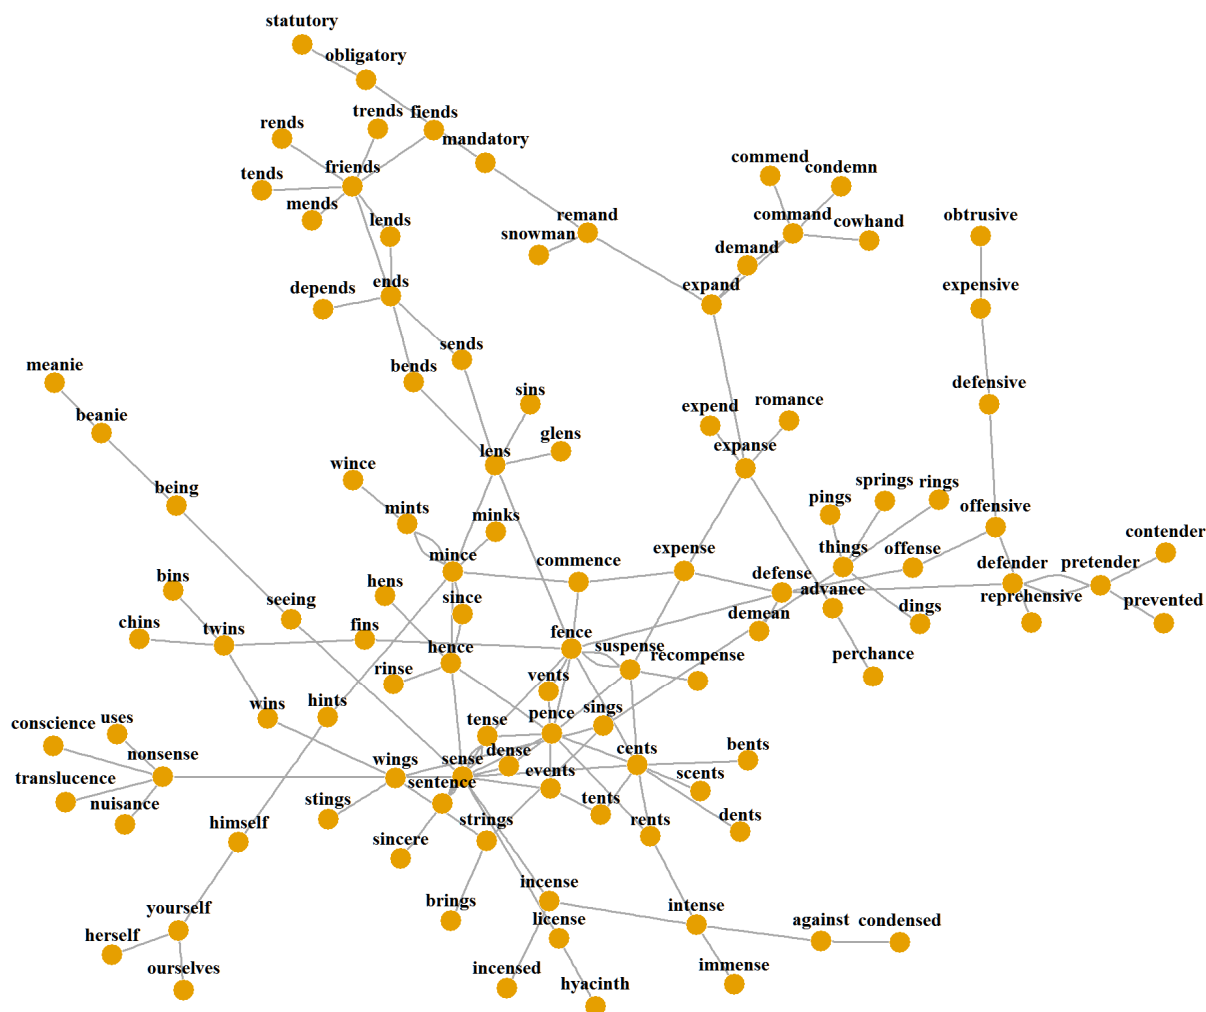 statutory
obligatory
trends
fiends
rends
mandatory
commend
condemn
friends
tends
mends
lends
remand
snowman
command
cowhand
obtrusive
demand
ends
depends
expand
expensive
sends
bends
meanie
sins
defensive
beanie
expend
romance
glens
lens
expanse
wince
springs
rings
being
pings
mints
minks
offensive
contender
mince
commence
expense
things
offense
defender
pretender
bins
hens
defense
advance
reprehensive
prevented
seeing
since
demean
dings
chins
twins
fins
hence
fence
suspense
recompense
perchance
rinse
vents
wins
hints
conscience
uses
tense
pence
sings
nonsense
dense
cents
bents
wings
sense
translucence
sentence
events
scents
nuisance
stings
tents
dents
himself
sincere
strings
rents
incense
brings
yourself
license
intense
against
condensed
herself
ourselves
incensed
immense
hyacinth